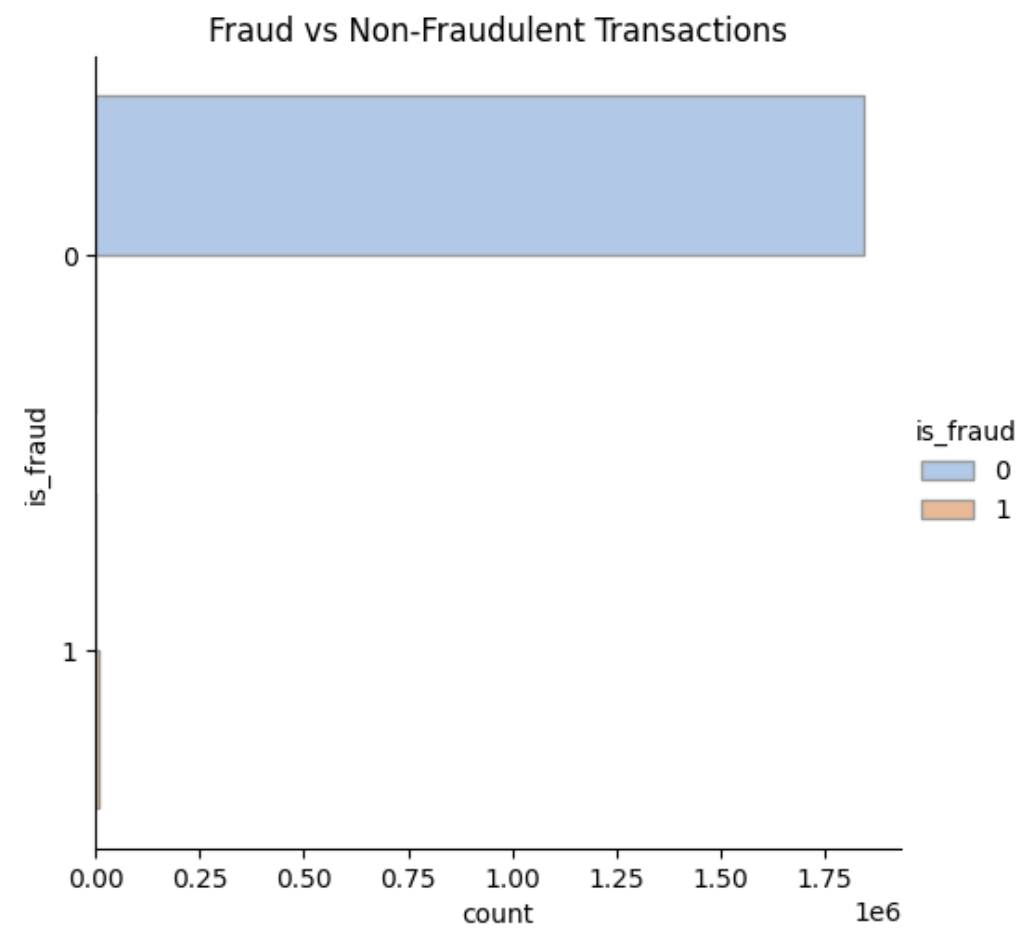 Fraud vs Non-Fraudulent Transactions
0
is_fraud
1
0.00 0.25 0.50 0.75 1.00 1.25 1.50 1.75
count
1e6
is_fraud
0
1